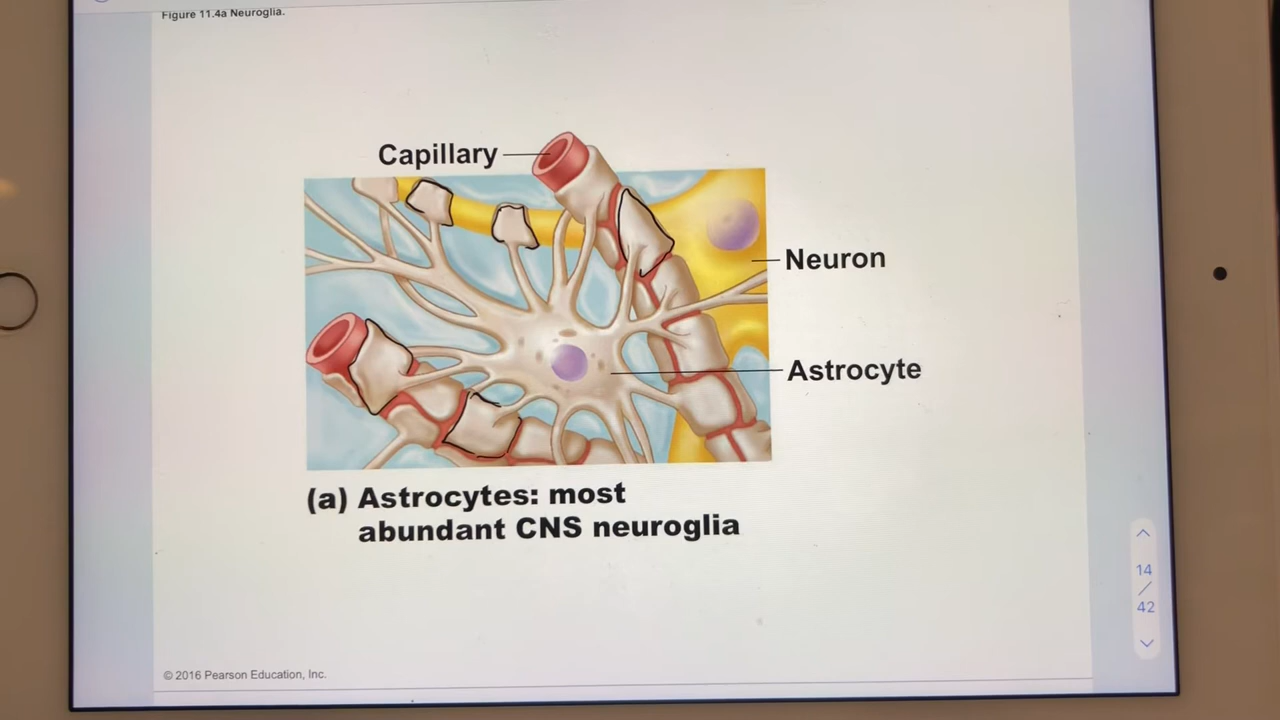 Figure 11.4a Neuroglia.
Capillary
Neuron
Astrocyte
(a) Astrocytes: most
abundant CNS neuroglia
14
/
42
© 2016 Pearson Education, Inc.